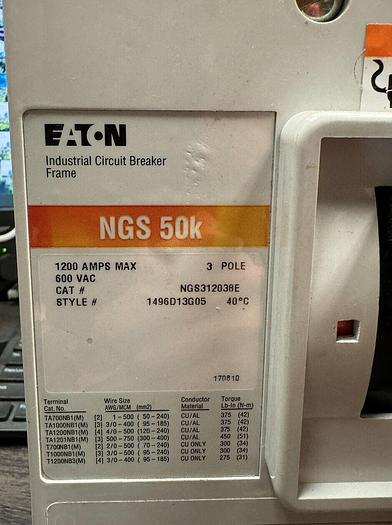 EATON
Industrial Circuit Breaker
Frame
NGS 50k
1200 AMPS MAX 3 POLE
600 VAC
CAT # NGS312038E
STYLE # 1496D13G05 40°C
170810
Terminal Wire Size Conductor Torque
Cat. No. AWG/MCM (mm2) Material Lb-in (N-m)
TA700NB1(M) [2] 1-500 ( 50-240) CU/AL 375 (42)
TA1000NB1(M) [3] 3/0-400 ( 95-185) CU/AL 375 (42)
TA1200NB1(M) [4] 4/0-500 (120-240) CU/AL 375 (42)
TA1201NB1(M) [3] 500-750 (300-400) CU/AL 450 (51)
T700NB1(M) [2] 2/0-500 ( 70-240) CU ONLY 300 (34)
T1000NB1(M) [3] 3/0-500 ( 95-240) CU ONLY 300 (34)
T1200NB3(M) [4] 3/0-400 ( 95-185) CU ONLY 275 (31)